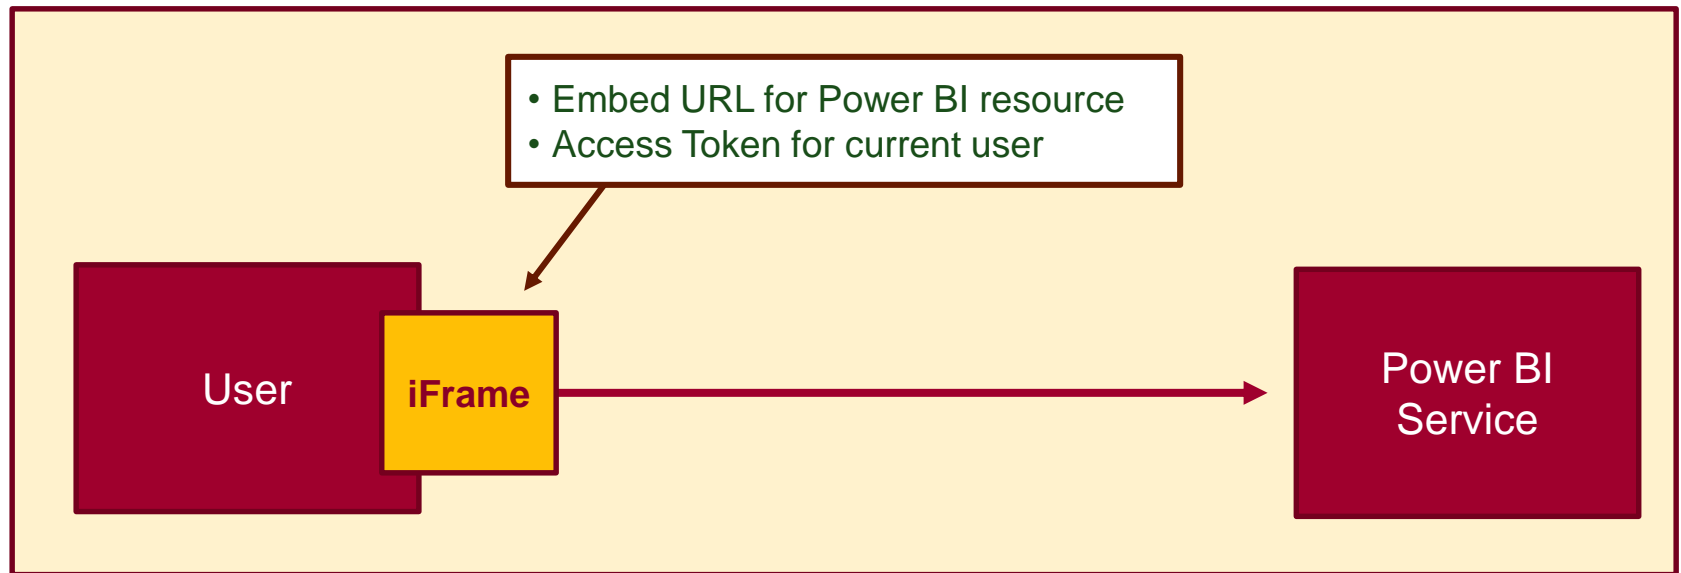 • Embed URL for Power BI resource
• Access Token for current user
User
iFrame
Power BI
Service